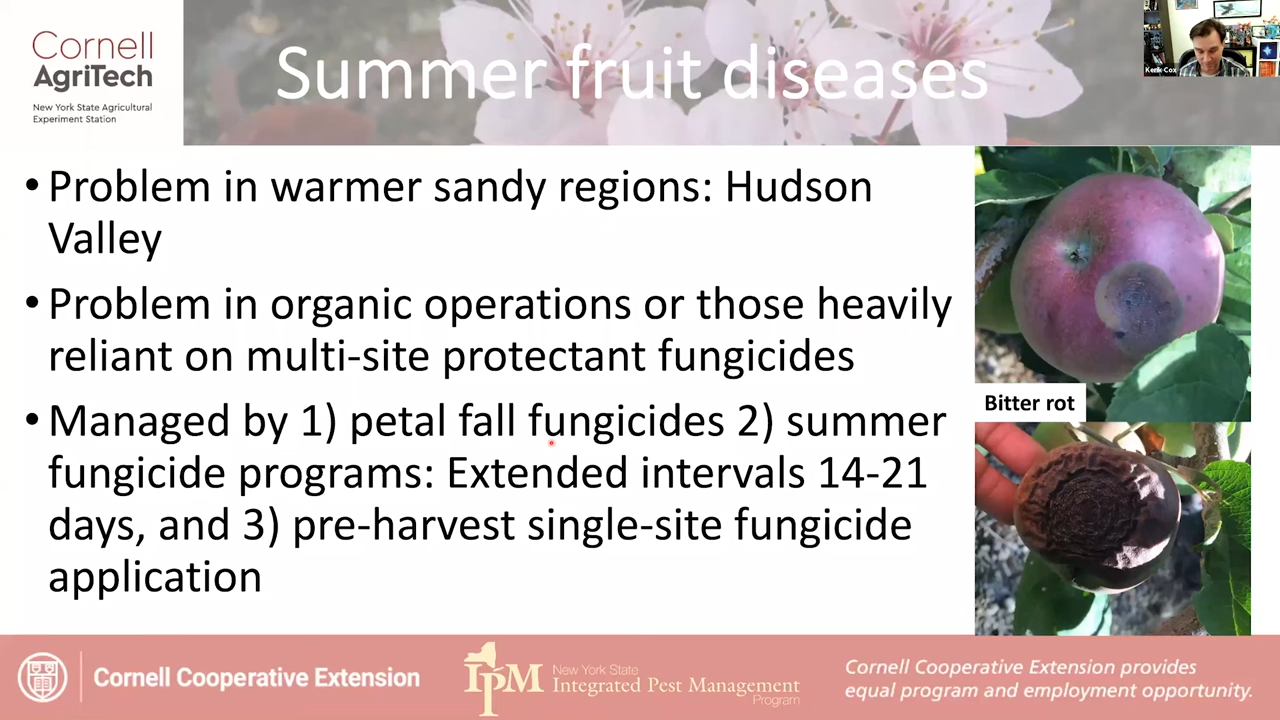 Cornell
AgriTech
New York State Agricultural
Experiment Station
Summer fruit diseases
Kerik Cox
• Problem in warmer sandy regions: Hudson
Valley
• Problem in organic operations or those heavily
reliant on multi-site protectant fungicides
• Managed by 1) petal fall fungicides 2) summer
fungicide programs: Extended intervals 14-21
days, and 3) pre-harvest single-site fungicide
application
Bitter rot
Cornell Cooperative Extension
IPM
New York State
Integrated Pest Management
Program
Cornell Cooperative Extension provides
equal program and employment opportunity.